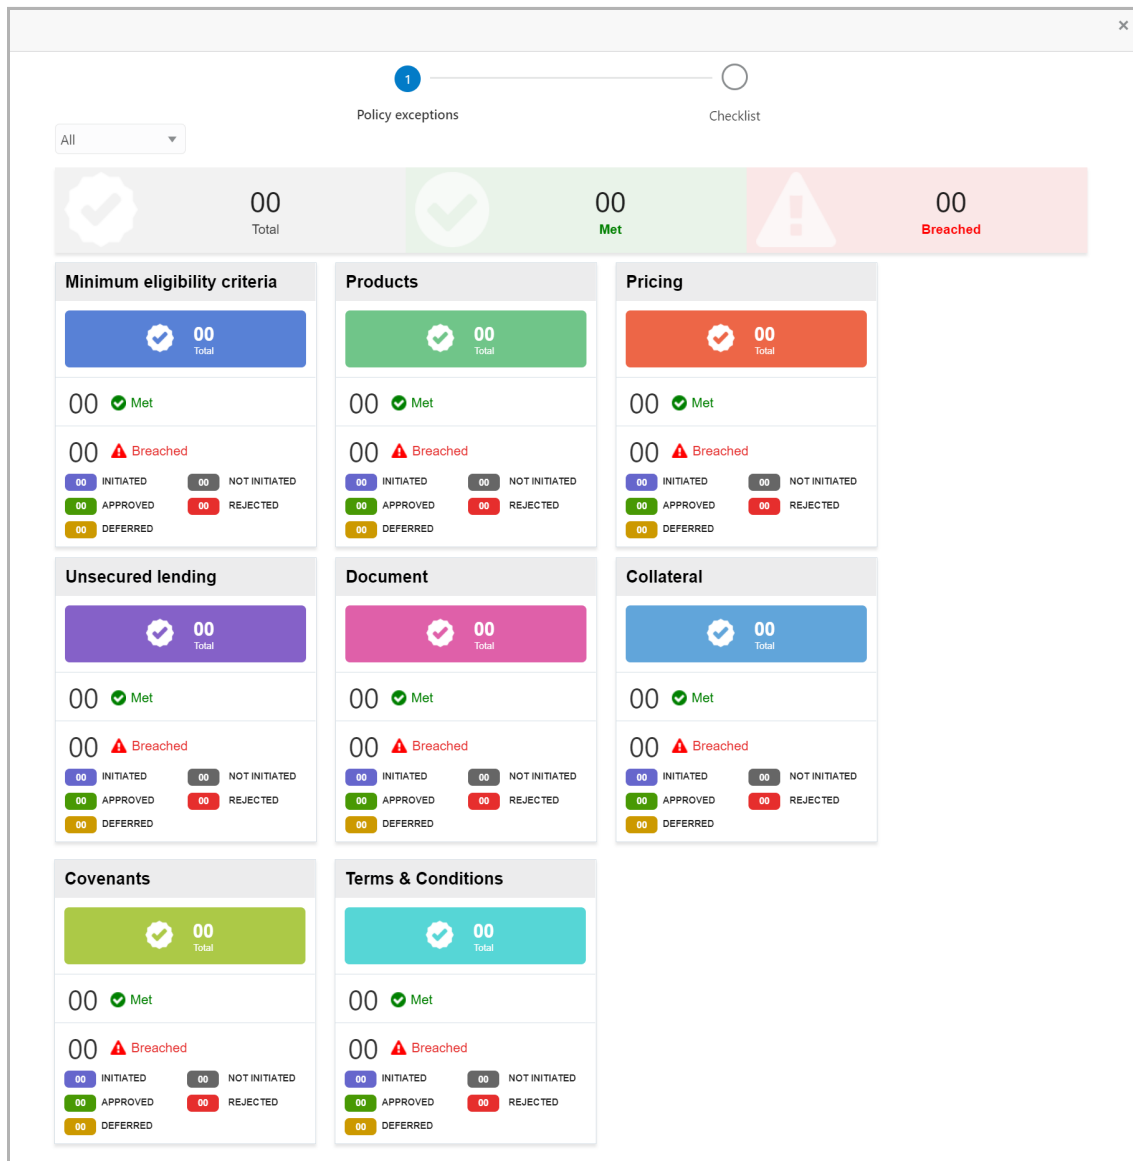 ×
1
Policy exceptions
Checklist
All
00 00 00
Total Met Breached
Minimum eligibility criteria Products Pricing
00 00 00
Total Total Total
00 Met 00 Met 00 Met
00 Breached 00 Breached 00 Breached
00 INITIATED 00 NOT INITIATED 00 INITIATED 00 NOT INITIATED 00 INITIATED 00 NOT INITIATED
00 APPROVED 00 REJECTED 00 APPROVED 00 REJECTED 00 APPROVED 00 REJECTED
00 DEFERRED 00 DEFERRED 00 DEFERRED
Unsecured lending Document Collateral
00 00 00
Total Total Total
00 Met 00 Met 00 Met
00 Breached 00 Breached 00 Breached
00 INITIATED 00 NOT INITIATED 00 INITIATED 00 NOT INITIATED 00 INITIATED 00 NOT INITIATED
00 APPROVED 00 REJECTED 00 APPROVED 00 REJECTED 00 APPROVED 00 REJECTED
00 DEFERRED 00 DEFERRED 00 DEFERRED
Covenants Terms & Conditions
00 00
Total Total
00 Met 00 Met
00 Breached 00 Breached
00 INITIATED 00 NOT INITIATED 00 INITIATED 00 NOT INITIATED
00 APPROVED 00 REJECTED 00 APPROVED 00 REJECTED
00 DEFERRED 00 DEFERRED